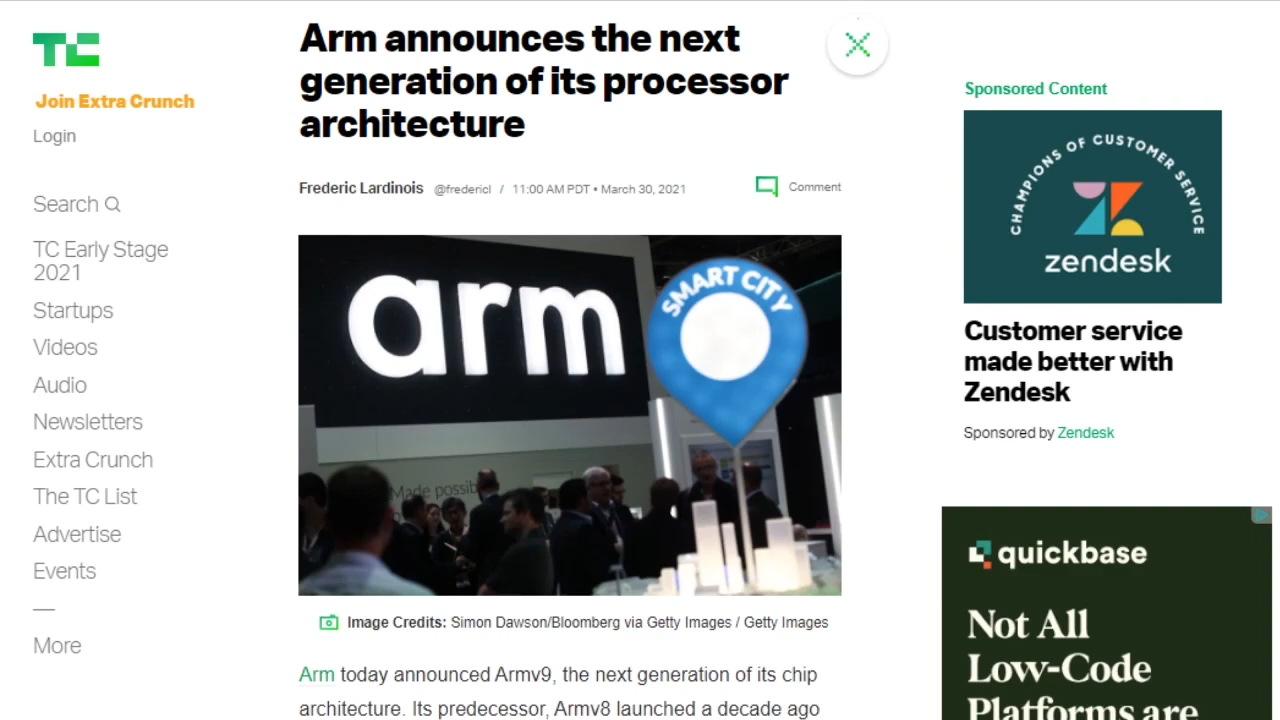 TC
Join Extra Crunch
Login
Search
TC Early Stage
2021
Startups
Videos
Audio
Newsletters
Extra Crunch
The TC List
Advertise
Events
—
More
Arm announces the next
generation of its processor
architecture
Frederic Lardinois @fredericl / 11:00 AM PDT • March 30, 2021
Comment
arm
SMART CITY
Made possib
Image Credits: Simon Dawson/Bloomberg via Getty Images / Getty Images
Arm today announced Armv9, the next generation of its chip
architecture. Its predecessor, Armv8 launched a decade ago
Sponsored Content
CHAMPIONS OF CUSTOMER SERVICE
zendesk
Customer service
made better with
Zendesk
Sponsored by Zendesk
quickbase
Not All
Low-Code
Platforms are